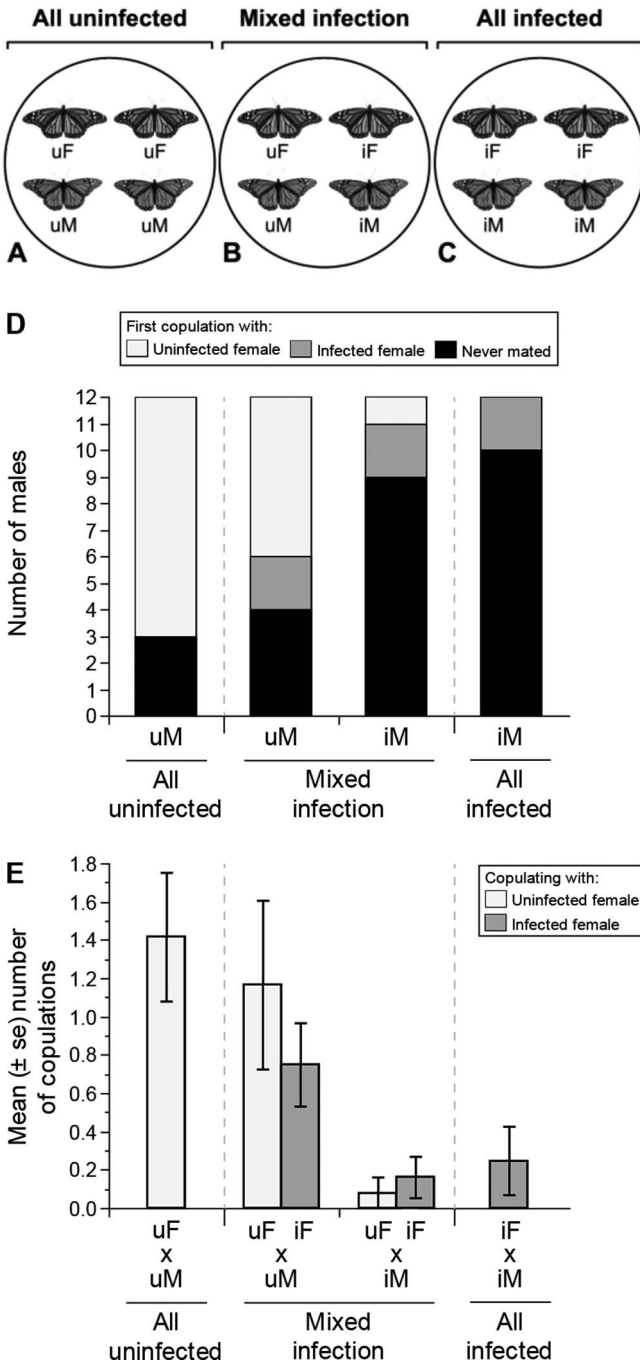 All uninfected Mixed infection All infected
uF uF uF iF iF iF
uM uM uM iM iM iM
A B C
D
First copulation with:
Uninfected female Infected female Never mated
Number of males
12
11
10
9
8
7
6
5
4
3
2
1
0
uM uM iM iM
All Mixed All
uninfected infection infected
E
Copulating with:
Uninfected female
Infected female
Mean (± se) number
of copulations
1.8
1.6
1.4
1.2
1.0
0.8
0.6
0.4
0.2
0.0
uF uF iF uF iF iF
x x x x
uM uM iM iM
All Mixed All
uninfected infection infected